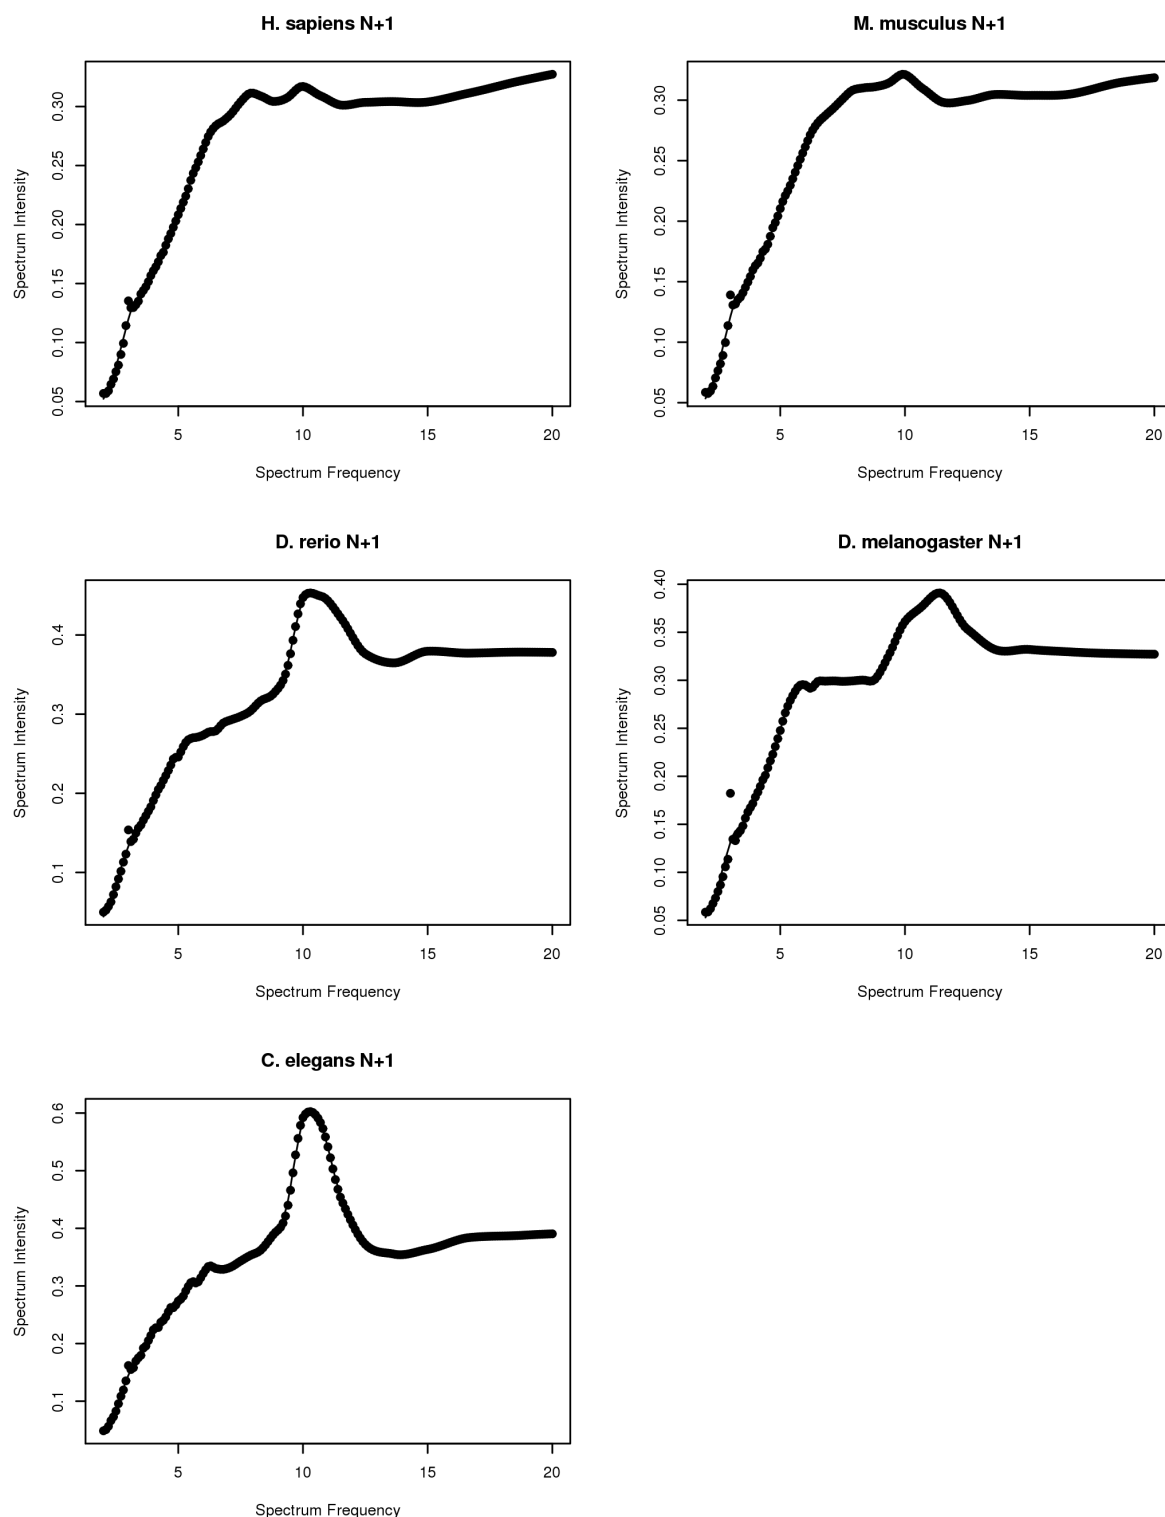 H. sapiens N+1
Spectrum Intensity
0.05 0.10 0.15 0.20 0.25 0.30
5 10 15 20
Spectrum Frequency
M. musculus N+1
Spectrum Intensity
0.05 0.10 0.15 0.20 0.25 0.30
5 10 15 20
Spectrum Frequency
D. rerio N+1
Spectrum Intensity
0.1 0.2 0.3 0.4
5 10 15 20
Spectrum Frequency
D. melanogaster N+1
Spectrum Intensity
0.05 0.10 0.15 0.20 0.25 0.30 0.35 0.40
5 10 15 20
Spectrum Frequency
C. elegans N+1
Spectrum Intensity
0.1 0.2 0.3 0.4 0.5 0.6
5 10 15 20
Spectrum Frequency